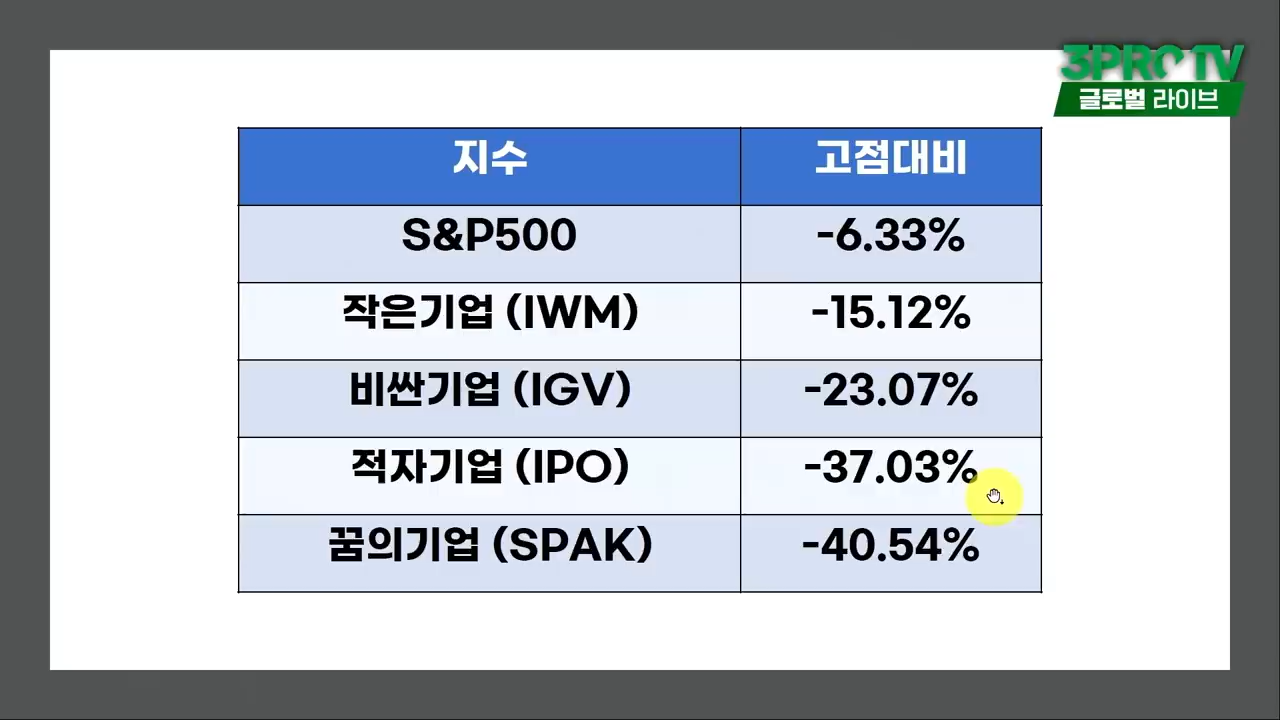 3PRO TV
글로벌 라이브
지수 고점대비
S&P500 -6.33%
작은기업 (IWM) -15.12%
비싼기업 (IGV) -23.07%
적자기업 (IPO) -37.03%
꿈의기업 (SPAK) -40.54%